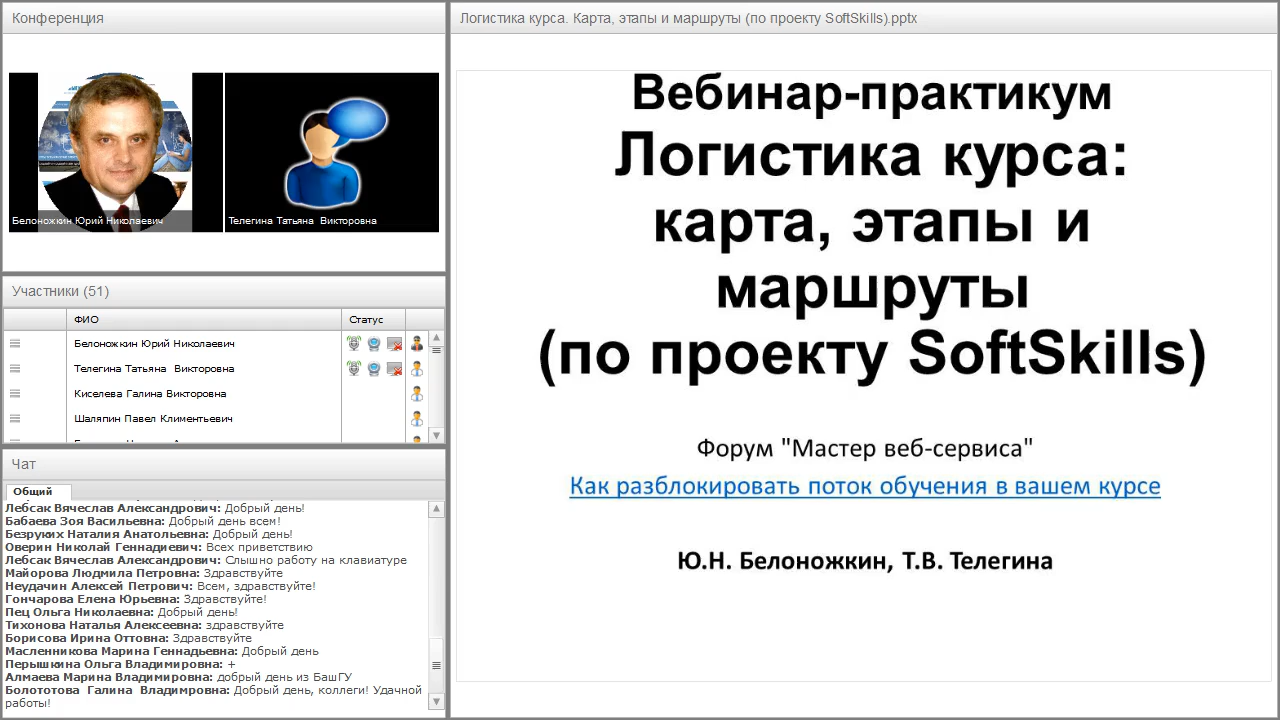 Конференция
Белоножкин Юрий Николаевич
Телегина Татьяна Викторовна
Участники (51)
ФИО
Статус
Белоножкин Юрий Николаевич
Телегина Татьяна Викторовна
Киселева Галина Викторовна
Шаляпин Павел Климентьевич
Чат
Общий
Лебсак Вячеслав Александрович: Добрый день!
Бабаева Зоя Васильевна: Добрый день всем!
Безруких Наталия Анатольевна: Добрый день!
Оверин Николай Геннадиевич: Всех приветствию
Лебсак Вячеслав Александрович: Слышно работу на клавиатуре
Майорова Людмила Петровна: Здравствуйте
Неудачин Алексей Петрович: Всем, здравствуйте!
Гончарова Елена Юрьевна: Здравствуйте!
Пец Ольга Николаевна: Добрый день!
Тихонова Наталья Алексеевна: здравствуйте
Борисова Ирина Оттовна: Здравствуйте
Масленникова Марина Геннадьевна: Добрый день
Перышкина Ольга Владимировна: +
Алмаева Марина Владимировна: добрый день из БашГУ
Болототова Галина Владимровна: Добрый день, коллеги! Удачной
работы!
Логистика курса. Карта, этапы и маршруты (по проекту SoftSkills).pptx
Вебинар-практикум
Логистика курса:
карта, этапы и
маршруты
(по проекту SoftSkills)
Форум "Мастер веб-сервиса"
Как разблокировать поток обучения в вашем курсе
Ю.Н. Белоножкин, Т.В. Телегина